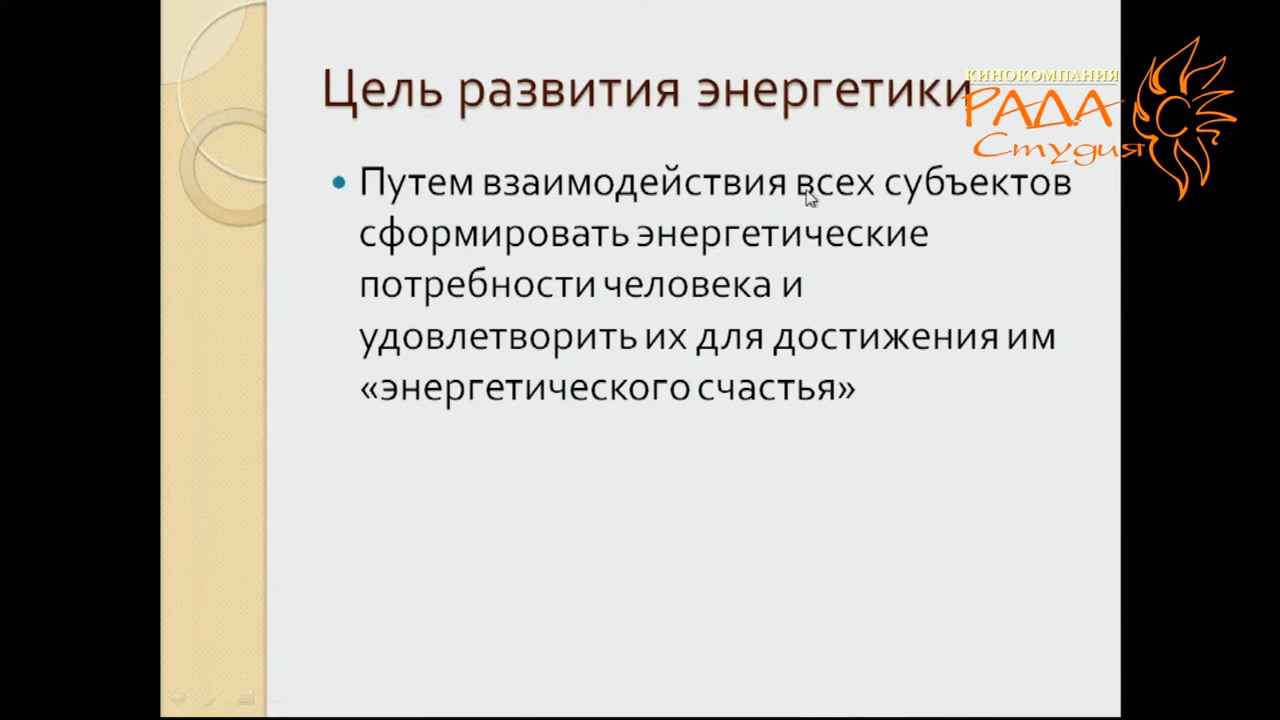 Цель развития энергетики
КИНОКОМПАНИЯ
РАДА
Студия
С
• Путем взаимодействия всех субъектов
сформировать энергетические
потребности человека и
удовлетворить их для достижения им
«энергетического счастья»